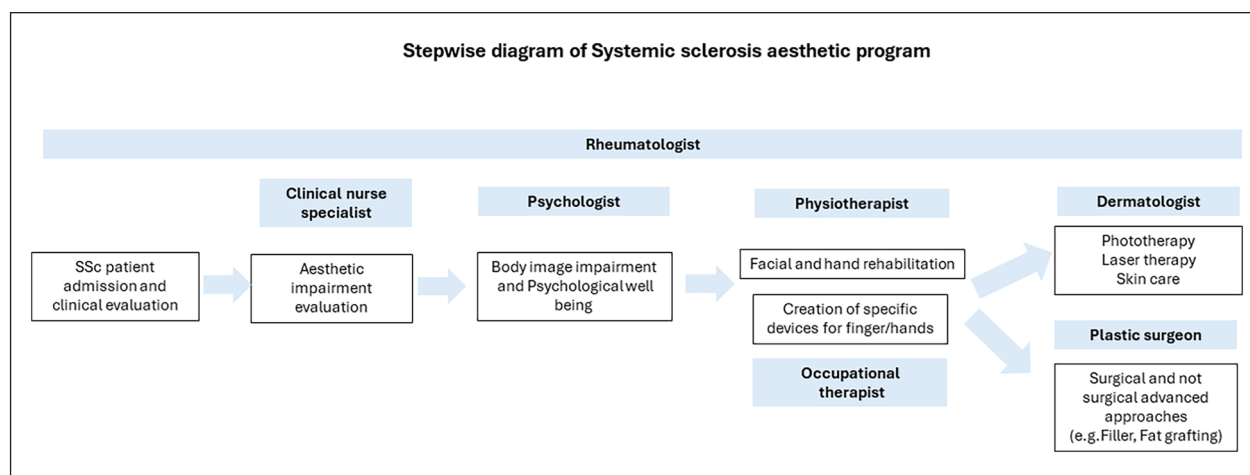 Stepwise diagram of Systemic sclerosis aesthetic program
Rheumatologist
SSc patient
admission and
clinical evaluation
Clinical nurse
specialist
Aesthetic
impairment
evaluation
Psychologist
Body image impairment
and Psychological well
being
Physiotherapist
Facial and hand rehabilitation
Creation of specific
devices for finger/hands
Occupational
therapist
Dermatologist
Phototherapy
Laser therapy
Skin care
Plastic surgeon
Surgical and not
surgical advanced
approaches
(e.g.Filler, Fat grafting)